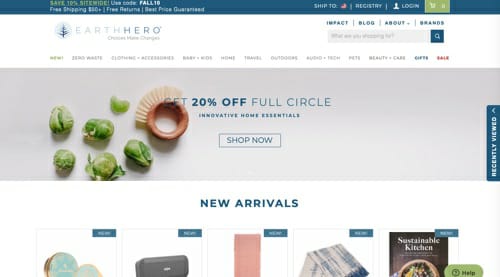 SAVE 10% SITEWIDE! Use code: FALL10
Free Shipping $50+ | Free Returns | Best Price Guaranteed
SHIP TO: | REGISTRY | LOGIN 0
EARTHHERO
Choices Make Changes
IMPACT | BLOG | ABOUT | BRANDS
What are you shopping for?
NEW! ZERO WASTE CLOTHING + ACCESSORIES BABY + KIDS HOME TRAVEL OUTDOORS AUDIO + TECH PETS BEAUTY + CARE GIFTS SALE
GET 20% OFF FULL CIRCLE
INNOVATIVE HOME ESSENTIALS
SHOP NOW
RECENTLY VIEWED
NEW ARRIVALS
NEW! NEW! NEW! NEW! NEW!
Sustainable
Kitchen
Help